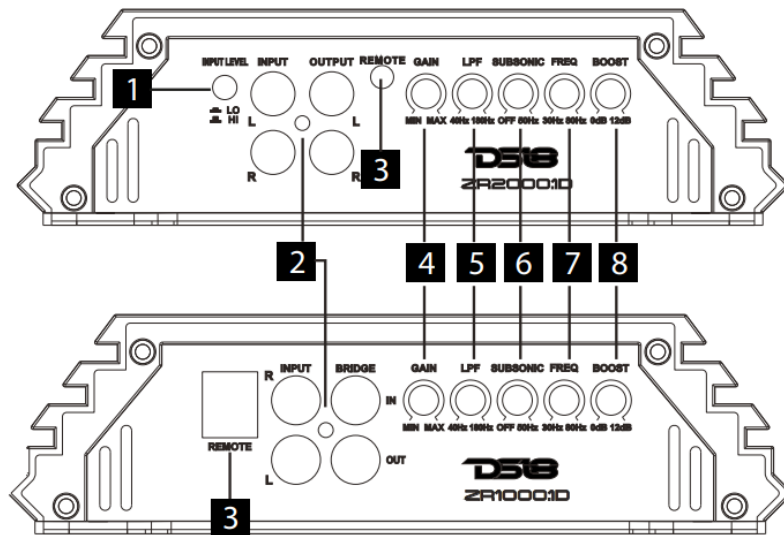 INPUT LEVEL INPUT OUTPUT REMOTE GAIN LPF SUBSONIC FREQ BOOST
1
LO
HI
L L
MIN MAX 40Hz 180Hz OFF 50Hz 30Hz 80Hz 0dB 12dB
R R
3
DS18
ZR2000.1D
2 4 5 6 7 8
INPUT BRIDGE GAIN LPF SUBSONIC FREQ BOOST
R
IN
MIN MAX 40Hz 180Hz OFF 50Hz 30Hz 80Hz 0dB 12dB
REMOTE
L
OUT
DS18
ZR1000.1D
3